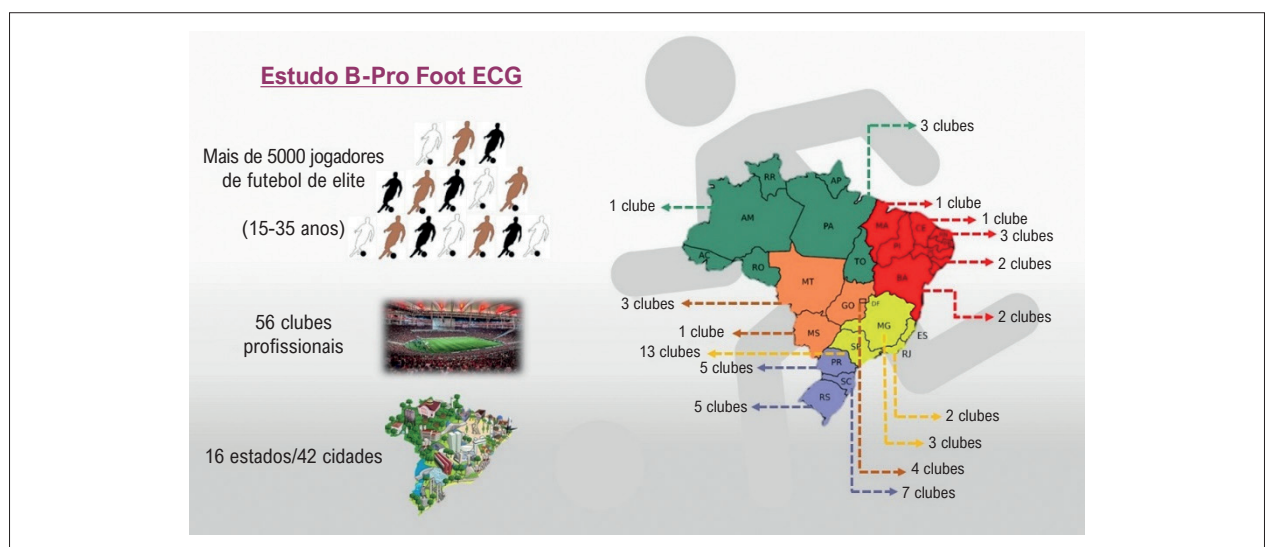 Estudo B-Pro Foot ECG
Mais de 5000 jogadores
de futebol de elite
(15-35 anos)
56 clubes
profissionais
16 estados/42 cidades
3 clubes
1 clube
1 clube
1 clube
3 clubes
2 clubes
2 clubes
3 clubes
1 clube
13 clubes
5 clubes
5 clubes
2 clubes
3 clubes
4 clubes
7 clubes
RR
AP
AM
PA
MA
CE
PI
AC
RO
TO
BA
MT
GO
DF
MG
ES
MS
SP
RJ
PR
SC
RS